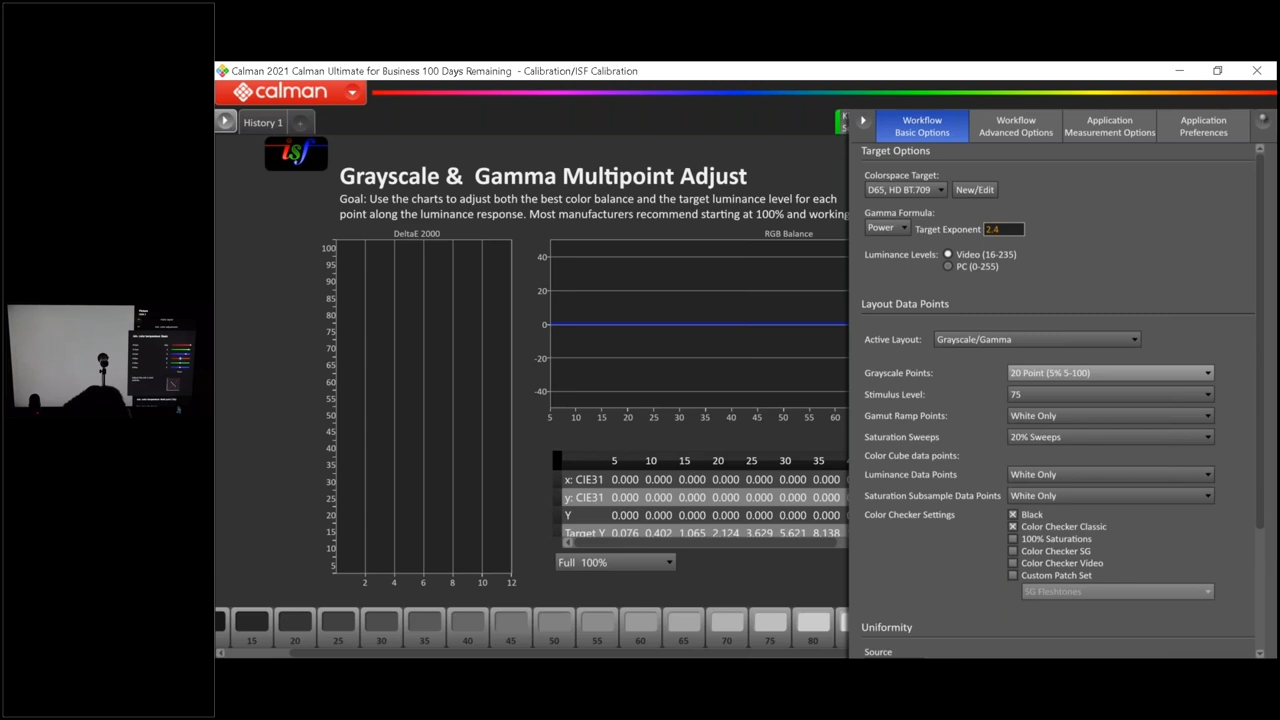 Calman 2021 Calman Ultimate for Business 100 Days Remaining - Calibration/ISF Calibration
calman
History 1
+
isf
Grayscale & Gamma Multipoint Adjust
Goal: Use the charts to adjust both the best color balance and the target luminance level for each
point along the luminance response. Most manufacturers recommend starting at 100% and working
DeltaE 2000
100
95
90
85
80
75
70
65
60
55
50
45
40
35
30
25
20
15
10
5
2 4 6 8 10 12
RGB Balance
40
20
0
-20
-40
5 10 15 20 25 30 35 40 45 50 55 60
5 10 15 20 25 30 35
x: CIE31 0.000 0.000 0.000 0.000 0.000 0.000 0.000
y: CIE31 0.000 0.000 0.000 0.000 0.000 0.000 0.000
Y 0.000 0.000 0.000 0.000 0.000 0.000 0.000
Target Y 0.076 0.402 1.065 2.124 3.629 5.621 8.138
Full 100%
15 20 25 30 35 40 45 50 55 60 65 70 75 80
Workflow
Basic Options
Workflow
Advanced Options
Application
Measurement Options
Application
Preferences
Target Options
Colorspace Target:
D65, HD BT.709 New/Edit
Gamma Formula:
Power Target Exponent 2.4
Luminance Levels: Video (16-235)
PC (0-255)
Layout Data Points
Active Layout: Grayscale/Gamma
Grayscale Points: 20 Point (5% 5-100)
Stimulus Level: 75
Gamut Ramp Points: White Only
Saturation Sweeps 20% Sweeps
Color Cube data points:
Luminance Data Points White Only
Saturation Subsample Data Points White Only
Color Checker Settings Black
Color Checker Classic
100% Saturations
Color Checker SG
Color Checker Video
Custom Patch Set
SG Fleshtones
Uniformity
Source